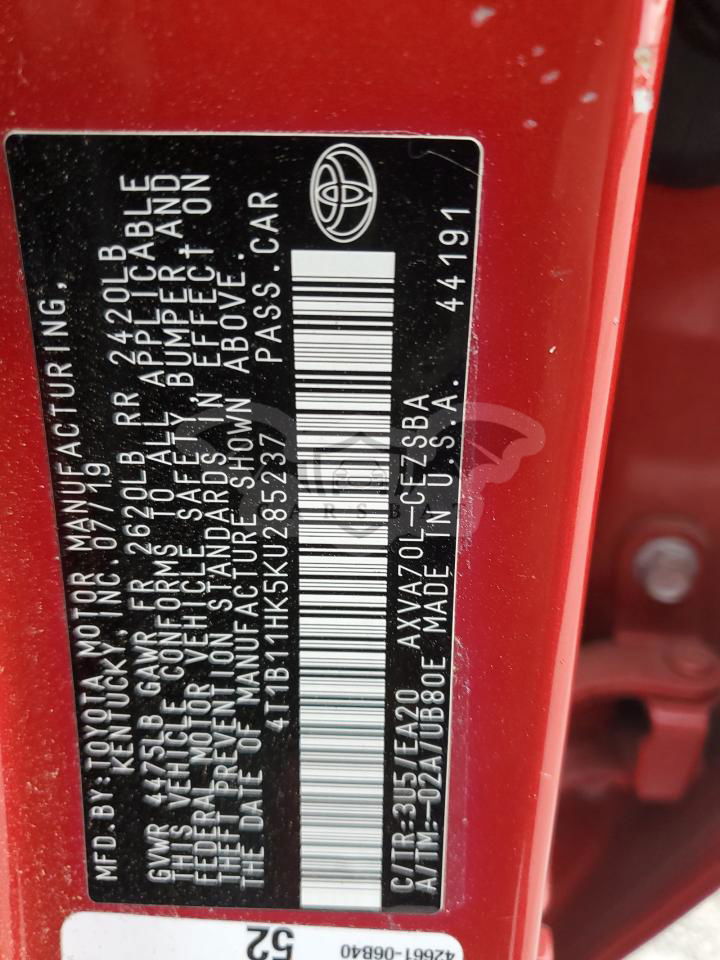 MFD.BY:TOYOTA MOTOR MANUFACTURING,
KENTUCKY, INC. 07/19
GVWR 4475LB GAWR FR 2620LB RR 2420LB
THIS VEHICLE CONFORMS TO ALL APPLICABLE
FEDERAL MOTOR VEHICLE SAFETY,BUMPER AND
THEFT PREVENTION STANDARDS IN EFFECT ON
THE DATE OF MANUFACTURE SHOWN ABOVE.
4T1B11HK5KU285237 PASS.CAR
C/TR:3U5/EA20 AXVA70L-CEZSBA
A/TM:-02A/UB80E MADE IN U.S.A. 44191
CARSBAT
52
42661-06B40